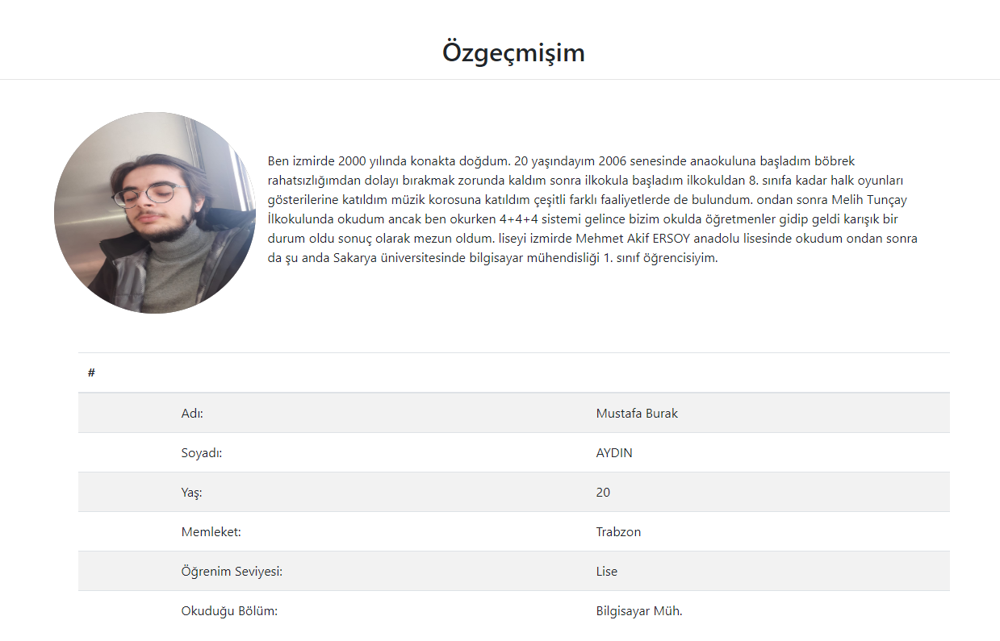 Özgeçmişim
Ben izmirde 2000 yılında konakta doğdum. 20 yaşındayım 2006 senesinde anaokuluna başladım böbrek
rahatsızlığımdan dolayı bırakmak zorunda kaldım sonra ilkokula başladım ilkokuldan 8. sınıfa kadar halk oyunları
gösterilerine katıldım müzik korosuna katıldım çeşitli farklı faaliyetlerde de bulundum. ondan sonra Melih Tunçay
İlkokulunda okudum ancak ben okurken 4+4+4 sistemi gelince bizim okulda öğretmenler gidip geldi karışık bir
durum oldu sonuç olarak mezun oldum. liseyi izmirde Mehmet Akif ERSOY anadolu lisesinde okudum ondan sonra
da şu anda Sakarya üniversitesinde bilgisayar mühendisliği 1. sınıf öğrencisiyim.
#
Adı: Mustafa Burak
Soyadı: AYDIN
Yaş: 20
Memleket: Trabzon
Öğrenim Seviyesi: Lise
Okuduğu Bölüm: Bilgisayar Müh.